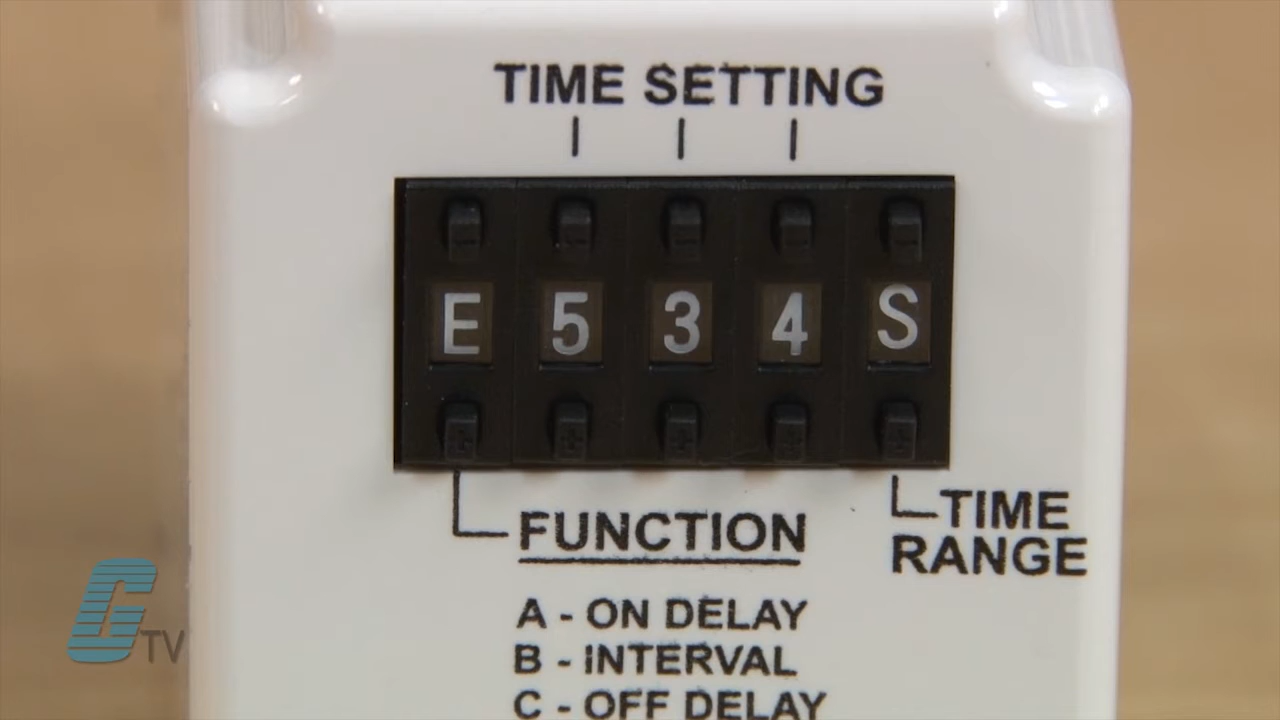 TIME SETTING
E 5 3 4 S
TIME
RANGE
FUNCTION
A - ON DELAY
B - INTERVAL
C - OFF DELAY
G TV